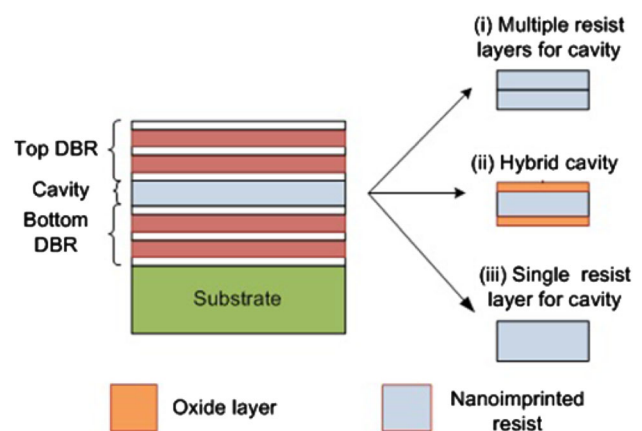 (i) Multiple resist
layers for cavity
Top DBR
(ii) Hybrid cavity
Cavity
Bottom
DBR
(iii) Single resist
layer for cavity
Substrate
Oxide layer
Nanoimprinted
resist